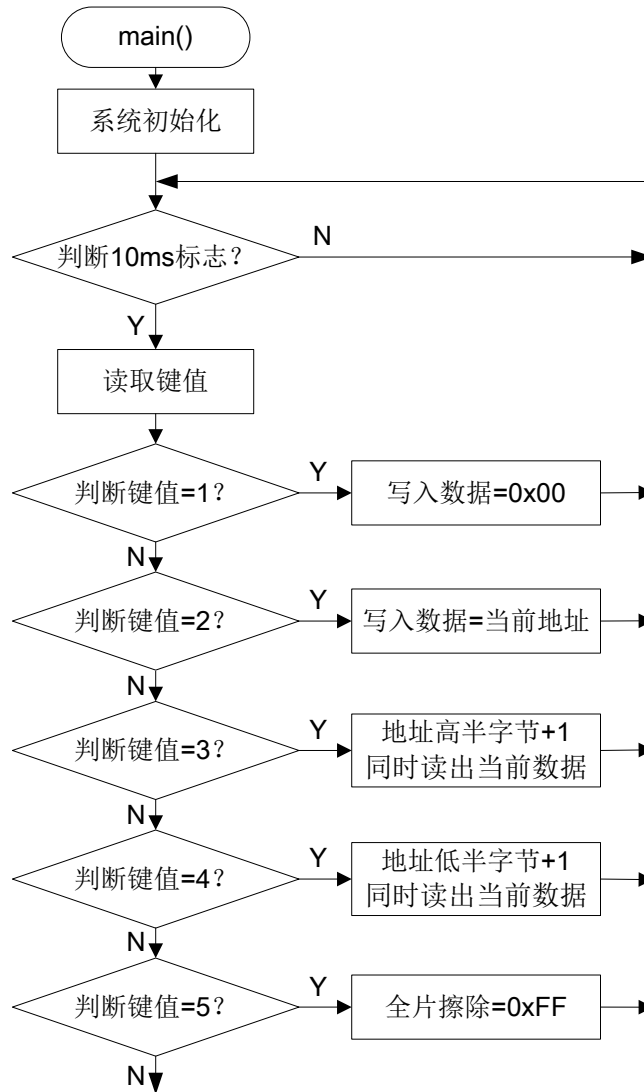 main()
系统初始化
判断10ms标志?
N
Y
读取键值
判断键值=1?
Y
写入数据=0x00
N
判断键值=2?
Y
写入数据=当前地址
N
判断键值=3?
Y
地址高半字节+1
同时读出当前数据
N
判断键值=4?
Y
地址低半字节+1
同时读出当前数据
N
判断键值=5?
Y
全片擦除=0xFF
N